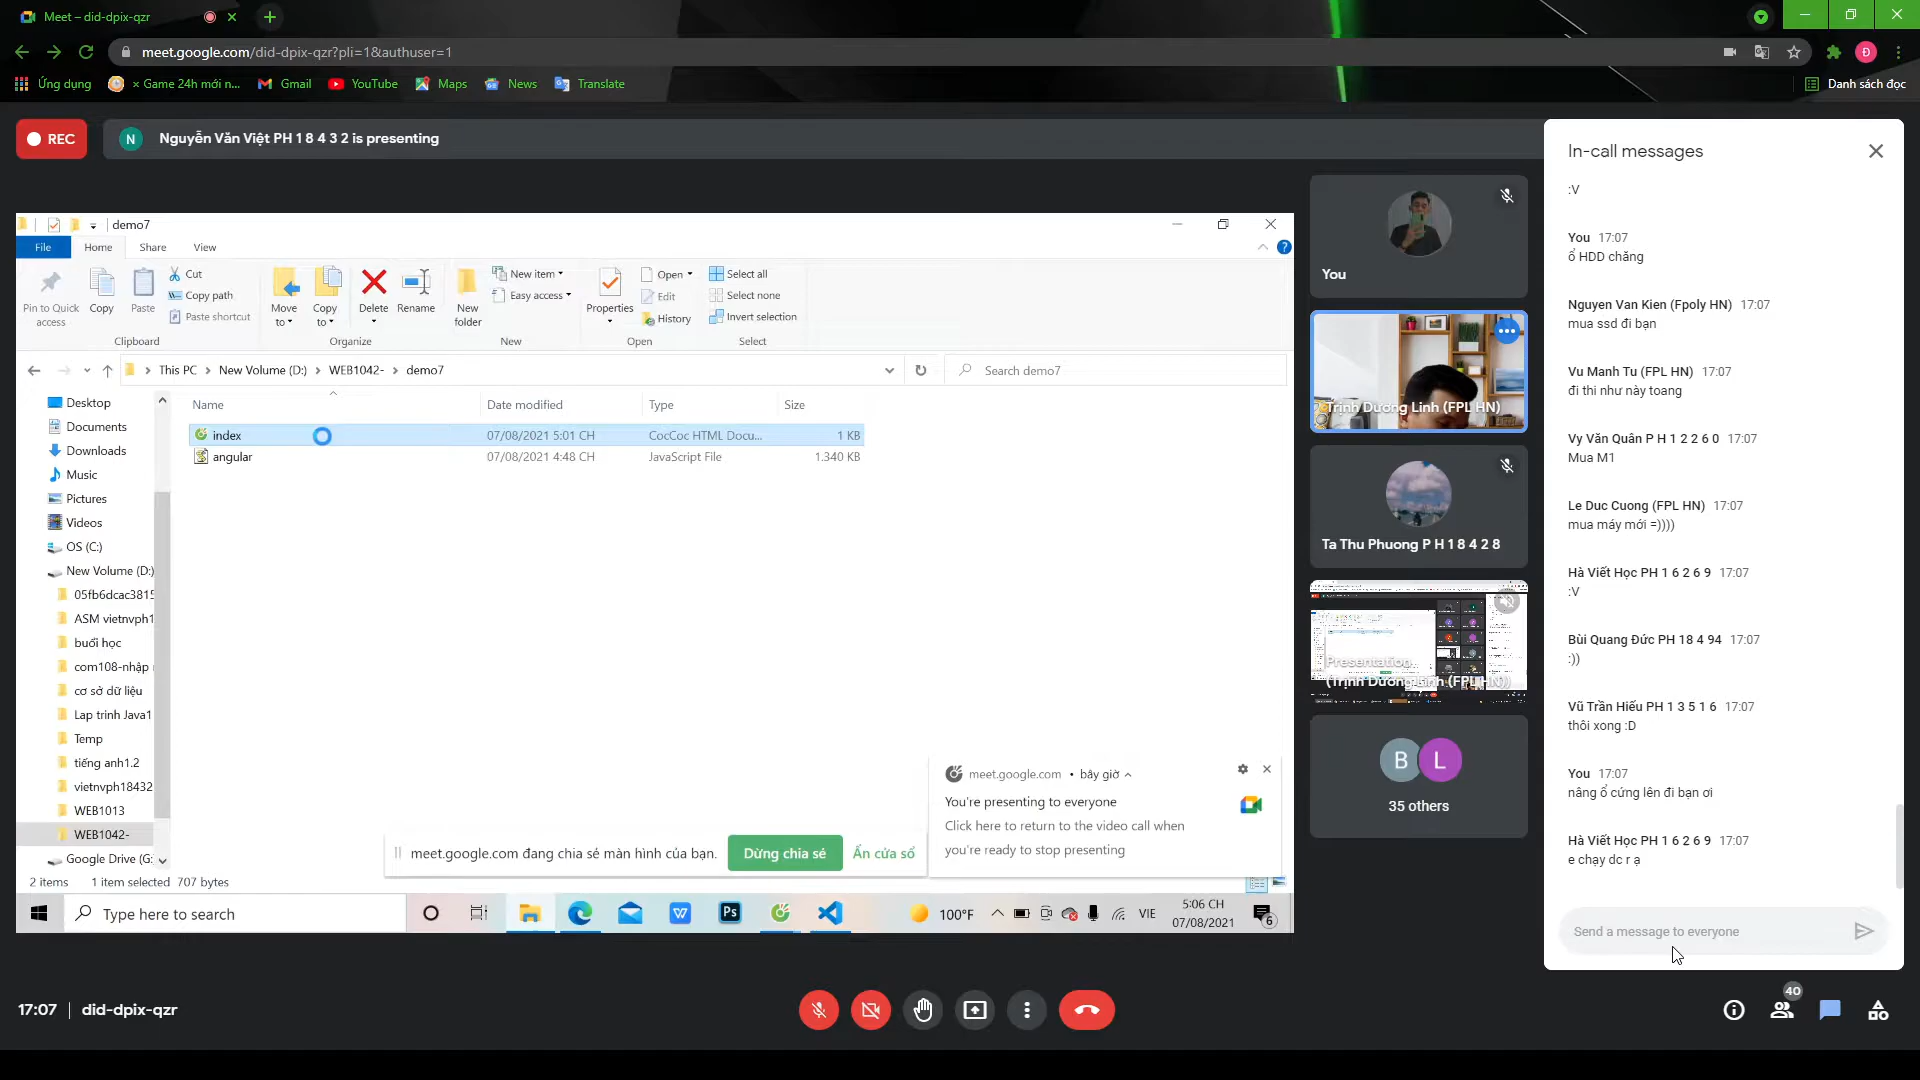 Meet – did-dpix-qzr
meet.google.com/did-dpix-qzr?pli=1&authuser=1
Đ
Ứng dụng
× Game 24h mới n...
Gmail
YouTube
Maps
News
Translate
Danh sách đọc
REC
N
Nguyễn Văn Việt PH 1 8 4 3 2 is presenting
demo7
File
Home
Share
View
Pin to Quick access
Copy
Paste
Cut
Copy path
Paste shortcut
Clipboard
Move to
Copy to
Delete
Rename
Organize
New folder
New item
Easy access
New
Properties
Open
Edit
History
Open
Select all
Select none
Invert selection
Select
This PC
New Volume (D:)
WEB1042-
demo7
Search demo7
Desktop
Documents
Downloads
Music
Pictures
Videos
OS (C:)
New Volume (D:)
05fb6dcac3815
ASM vietnvph1
buổi học
com108-nhập
cơ sở dữ liệu
Lap trinh Java1
Temp
tiếng anh1.2
vietnvph18432
WEB1013
WEB1042-
Google Drive (G:
Name
Date modified
Type
Size
index
07/08/2021 5:01 CH
CocCoc HTML Docu...
1 KB
angular
07/08/2021 4:48 CH
JavaScript File
1.340 KB
meet.google.com • bây giờ
You're presenting to everyone
Click here to return to the video call when
you're ready to stop presenting
meet.google.com đang chia sẻ màn hình của bạn.
Dừng chia sẻ
Ẩn cửa sổ
2 items
1 item selected 707 bytes
Type here to search
Ps
100°F
VIE
5:06 CH
07/08/2021
6
You
Trịnh Dương Linh (FPL HN)
Ta Thu Phuong P H 1 8 4 2 8
Presentation
(Trịnh Dương Linh (FPL HN))
B
L
35 others
In-call messages
:V
You 17:07
ổ HDD chăng
Nguyen Van Kien (Fpoly HN) 17:07
mua ssd đi bạn
Vu Manh Tu (FPL HN) 17:07
đi thi như này toang
Vy Văn Quân P H 1 2 2 6 0 17:07
Mua M1
Le Duc Cuong (FPL HN) 17:07
mua máy mới =))))
Hà Viết Học PH 1 6 2 6 9 17:07
:V
Bùi Quang Đức PH 18 4 94 17:07
:))
Vũ Trần Hiếu PH 1 3 5 1 6 17:07
thôi xong :D
You 17:07
nâng ổ cứng lên đi bạn ơi
Hà Viết Học PH 1 6 2 6 9 17:07
e chạy dc r ạ
Send a message to everyone
17:07 | did-dpix-qzr
40